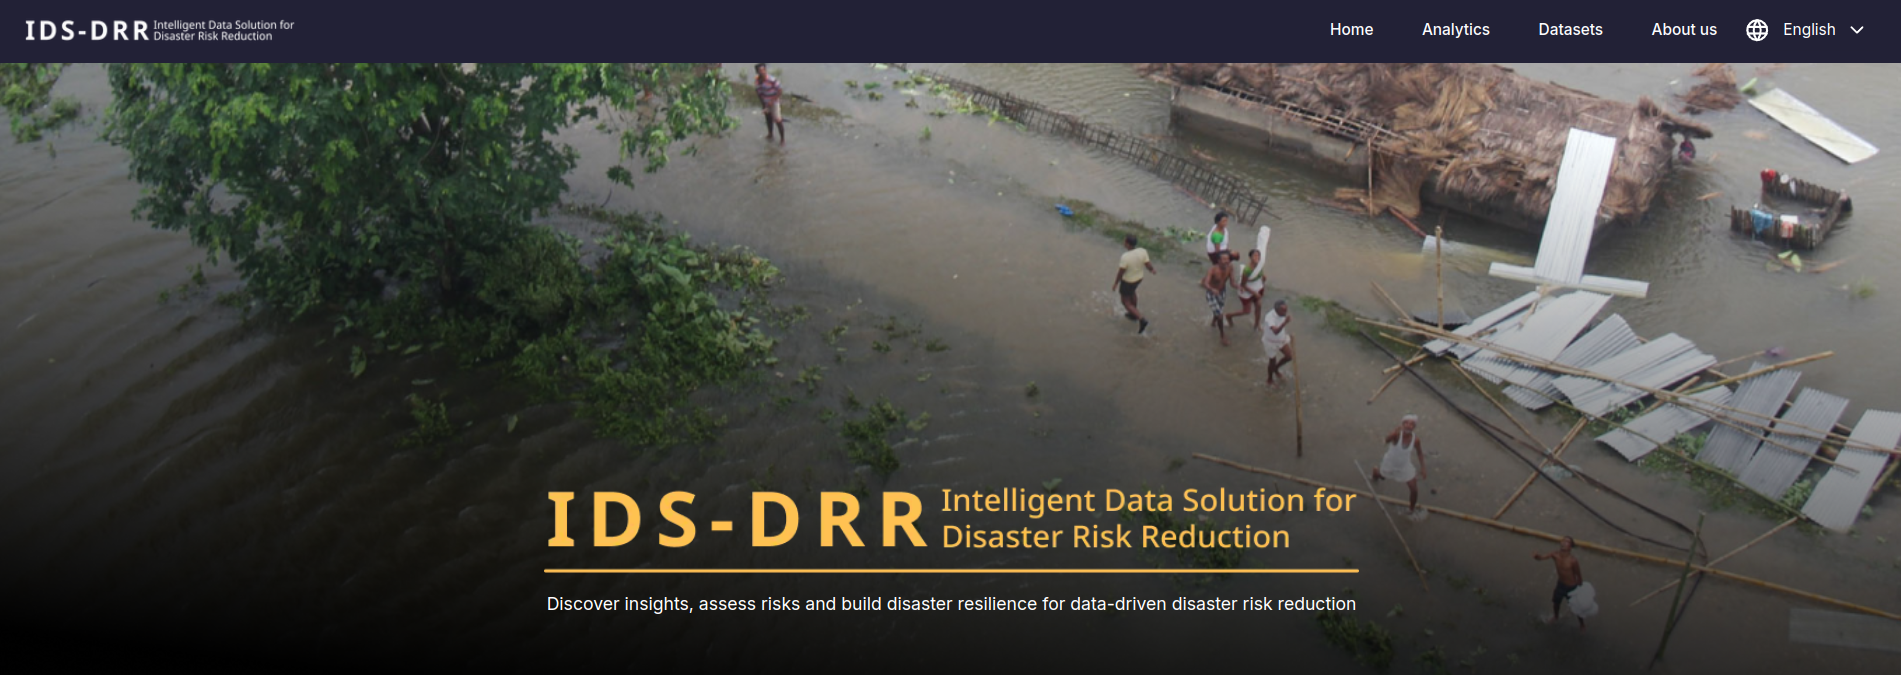 IDS-DRR Intelligent Data Solution for
Disaster Risk Reduction
Home Analytics Datasets About us English
IDS-DRR Intelligent Data Solution for
Disaster Risk Reduction
Discover insights, assess risks and build disaster resilience for data-driven disaster risk reduction